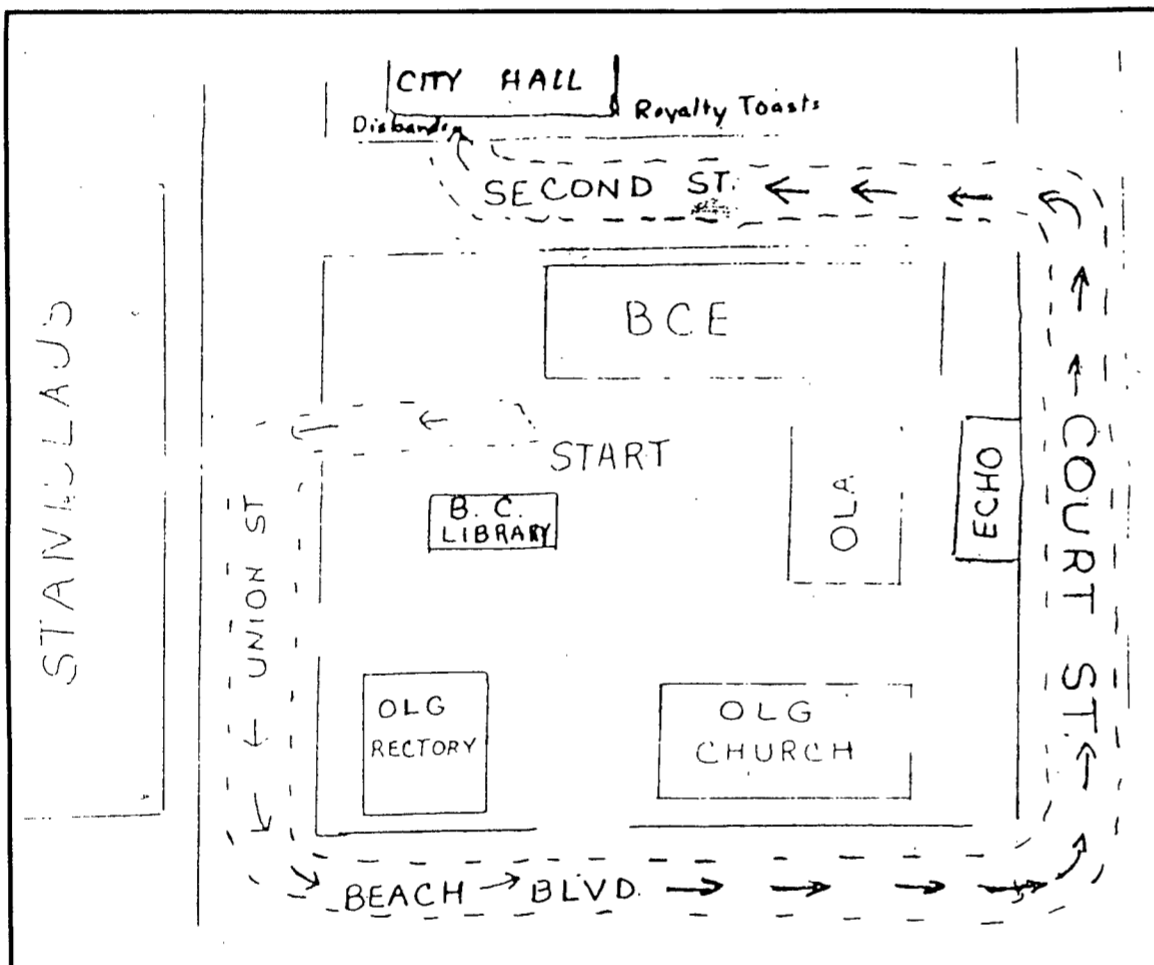 CITY HALL
Disbanding
Royalty Toasts
SECOND ST.
BCE
START
B. C.
LIBRARY
OLA
ECHO
COURT ST.
STANISLAUS
UNION ST
OLG
RECTORY
OLG
CHURCH
BEACH BLVD.